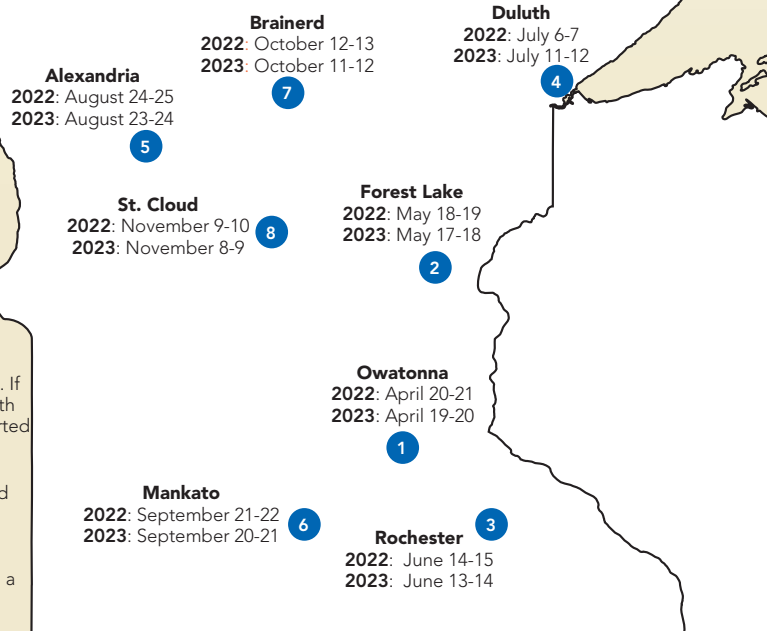 Brainerd
2022: October 12-13
2023: October 11-12
7
Duluth
2022: July 6-7
2023: July 11-12
4
Alexandria
2022: August 24-25
2023: August 23-24
5
St. Cloud
2022: November 9-10
2023: November 8-9
8
Forest Lake
2022: May 18-19
2023: May 17-18
2
. If
th
rted
d
a
Owatonna
2022: April 20-21
2023: April 19-20
1
Mankato
2022: September 21-22
2023: September 20-21
6
3
Rochester
2022: June 14-15
2023: June 13-14